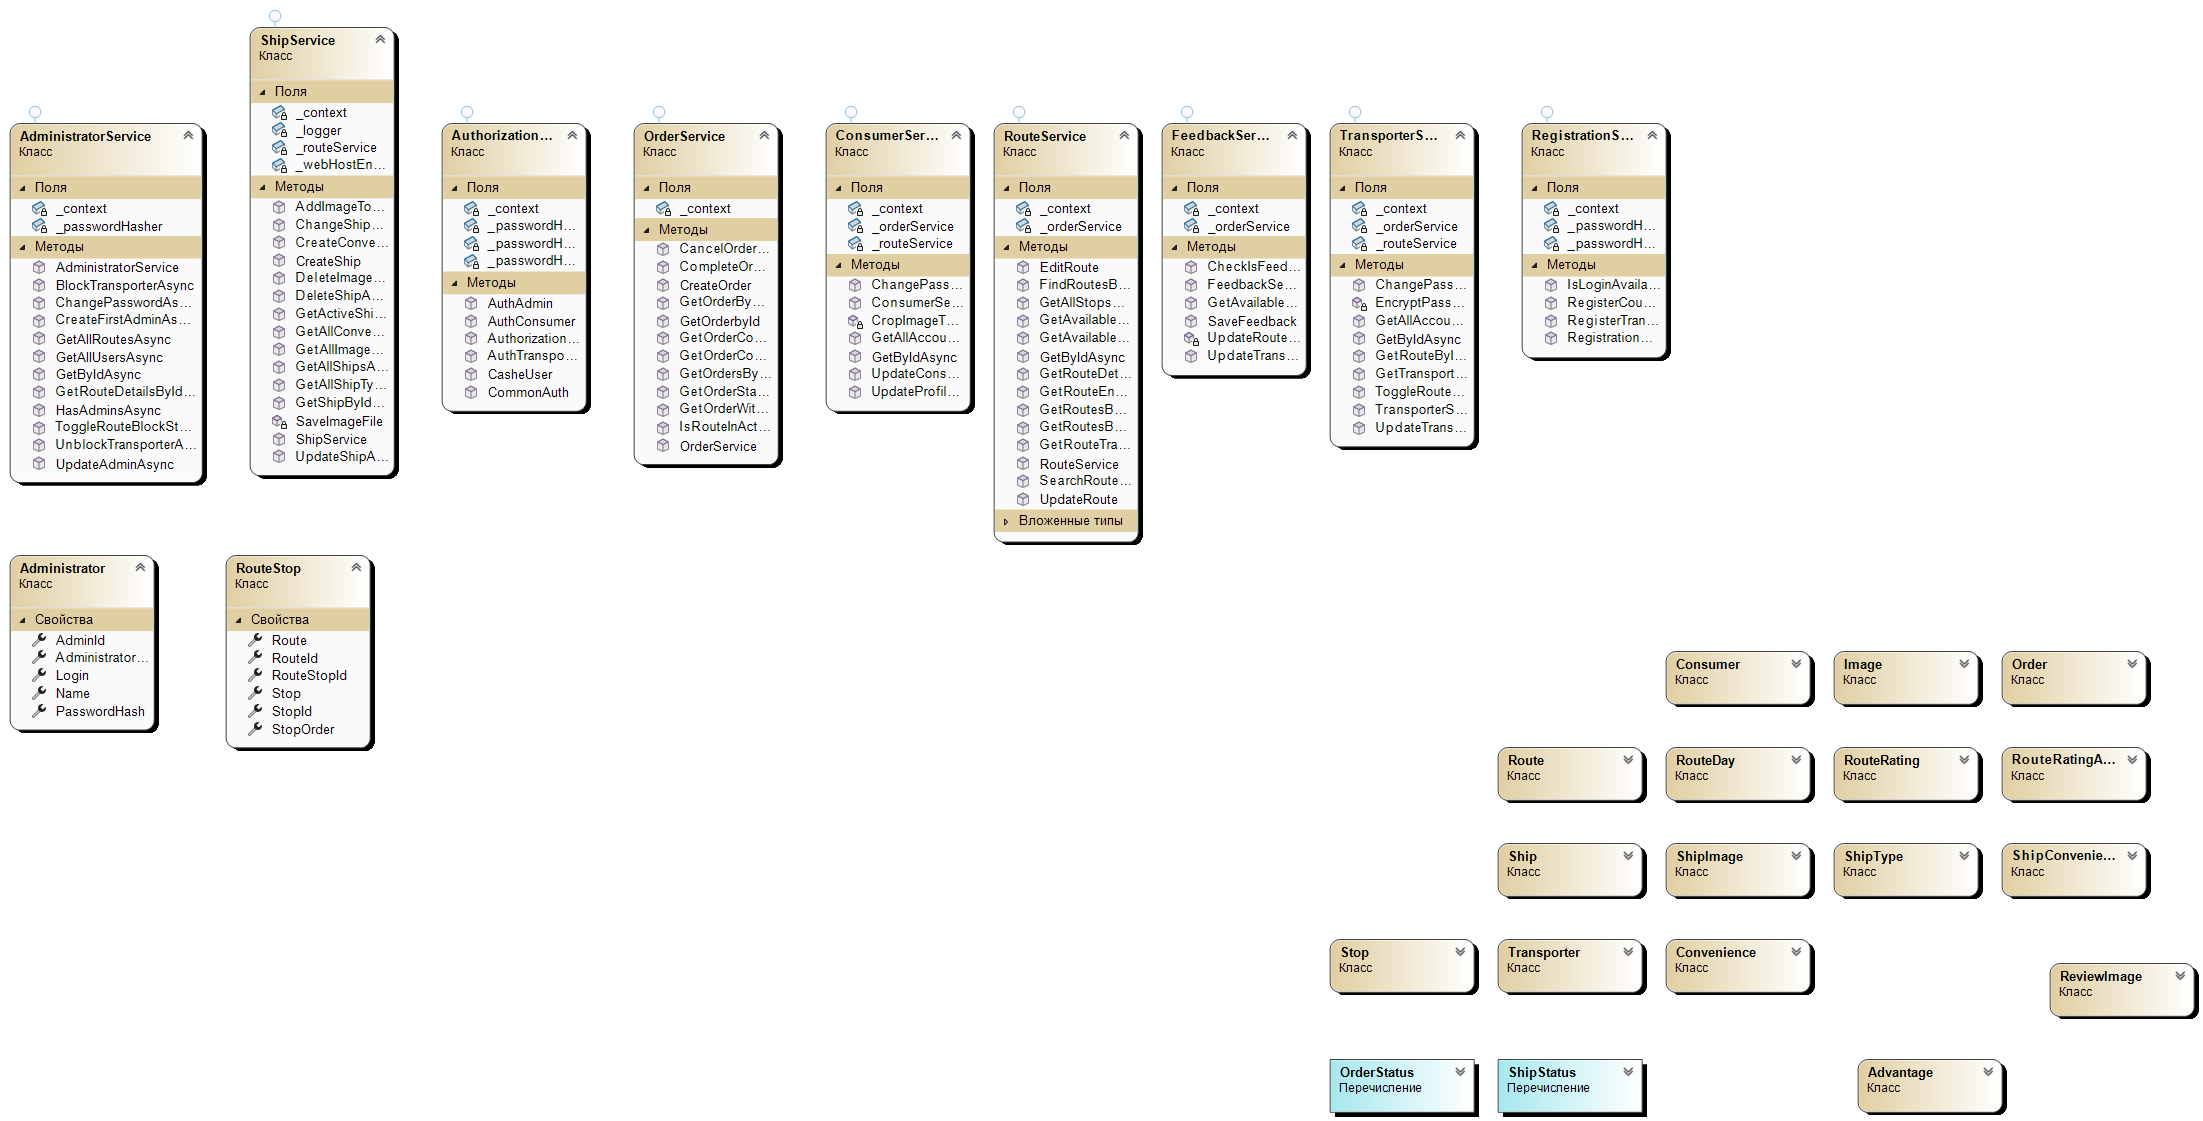 ShipService
Класс
Поля
_context
_logger
_routeService
_webHostEn...
Методы
AddImageTo...
ChangeShip...
CreateConve...
CreateShip
DeleteImage...
DeleteShipA...
GetActiveShi...
GetAllConve...
GetAllImage...
GetAllShipsA...
GetAllShipTy...
GetShipById...
SaveImageFile
ShipService
UpdateShipA...
AdministratorService
Класс
Поля
_context
_passwordHasher
Методы
AdministratorService
BlockTransporterAsync
ChangePasswordAs...
CreateFirstAdminAs...
GetAllRoutesAsync
GetAllUsersAsync
GetByIdAsync
GetRouteDetailsById...
HasAdminsAsync
ToggleRouteBlockSt...
UnblockTransporterA...
UpdateAdminAsync
Authorization...
Класс
Поля
_context
_passwordH...
_passwordH...
_passwordH...
Методы
AuthAdmin
AuthConsumer
Authorization...
AuthTranspo...
CasheUser
CommonAuth
OrderService
Класс
Поля
_context
Методы
CancelOrder...
CompleteOr...
CreateOrder
GetOrderBy...
GetOrderbyId
GetOrderCo...
GetOrderCo...
GetOrdersBy...
GetOrderSta...
GetOrderWit...
IsRouteInAct...
OrderService
ConsumerSer...
Класс
Поля
_context
_orderService
_routeService
Методы
ChangePass...
ConsumerSe...
CropImageT...
GetAllAccou...
GetByIdAsync
UpdateCons...
UpdateProfil...
RouteService
Класс
Поля
_context
_orderService
Методы
EditRoute
FindRoutesB...
GetAllStops...
GetAvailable...
GetAvailable...
GetByIdAsync
GetRouteDet...
GetRouteEn...
GetRoutesB...
GetRoutesB...
GetRouteTra...
RouteService
SearchRoute...
UpdateRoute
Вложенные типы
FeedbackSer...
Класс
Поля
_context
_orderService
Методы
CheckIsFeed...
FeedbackSe...
GetAvailable...
SaveFeedback
UpdateRoute...
UpdateTrans...
TransporterS...
Класс
Поля
_context
_orderService
_routeService
Методы
ChangePass...
EncryptPass...
GetAllAccou...
GetByIdAsync
GetRouteByI...
GetTransport...
ToggleRoute...
TransporterS...
UpdateTrans...
RegistrationS...
Класс
Поля
_context
_passwordH...
_passwordH...
Методы
IsLoginAvaila...
RegisterCou...
RegisterTran...
Registration...
Administrator
Класс
Свойства
AdminId
Administrator...
Login
Name
PasswordHash
RouteStop
Класс
Свойства
Route
RouteId
RouteStopId
Stop
StopId
StopOrder
Consumer
Класс
Image
Класс
Order
Класс
Route
Класс
RouteDay
Класс
RouteRating
Класс
RouteRatingA...
Класс
Ship
Класс
ShipImage
Класс
ShipType
Класс
ShipConvenie...
Класс
Stop
Класс
Transporter
Класс
Convenience
Класс
ReviewImage
Класс
OrderStatus
Перечисление
ShipStatus
Перечисление
Advantage
Класс